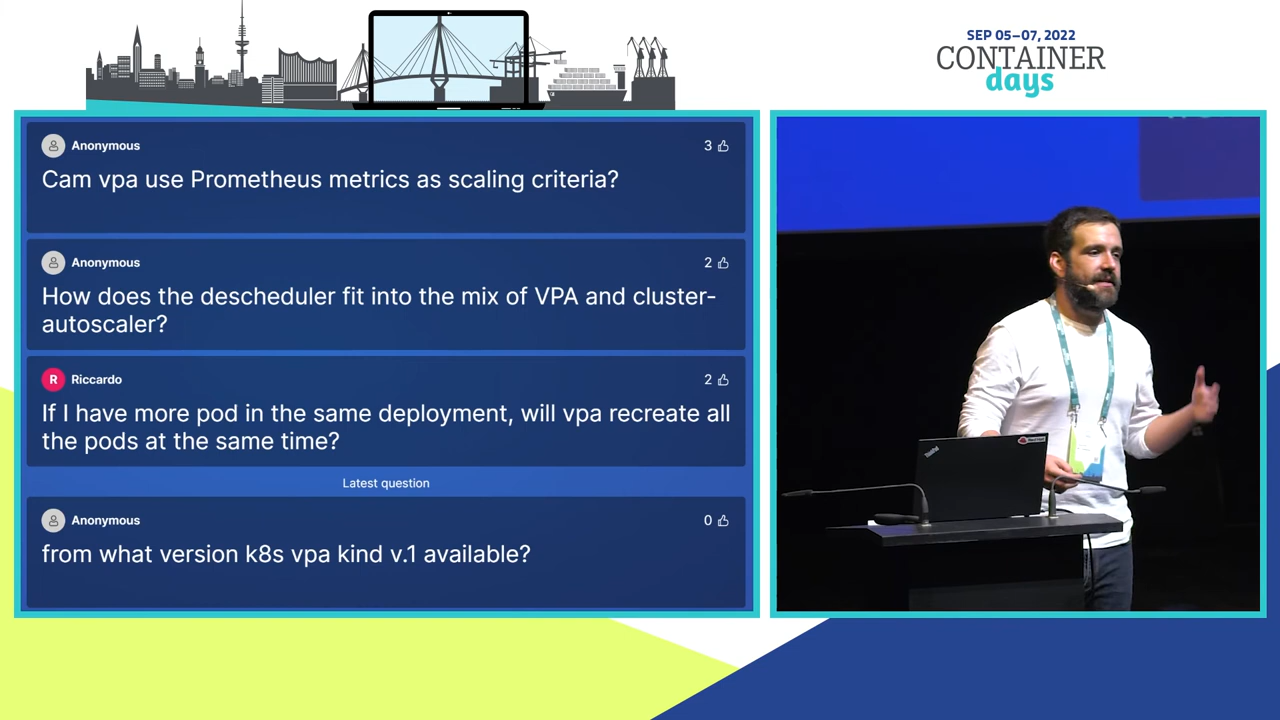 SEP 05–07, 2022
CONTAINER
days
Anonymous
3
Cam vpa use Prometheus metrics as scaling criteria?
Anonymous
2
How does the descheduler fit into the mix of VPA and cluster-
autoscaler?
R
Riccardo
2
If I have more pod in the same deployment, will vpa recreate all
the pods at the same time?
Latest question
Anonymous
0
from what version k8s vpa kind v.1 available?
ThinkPad